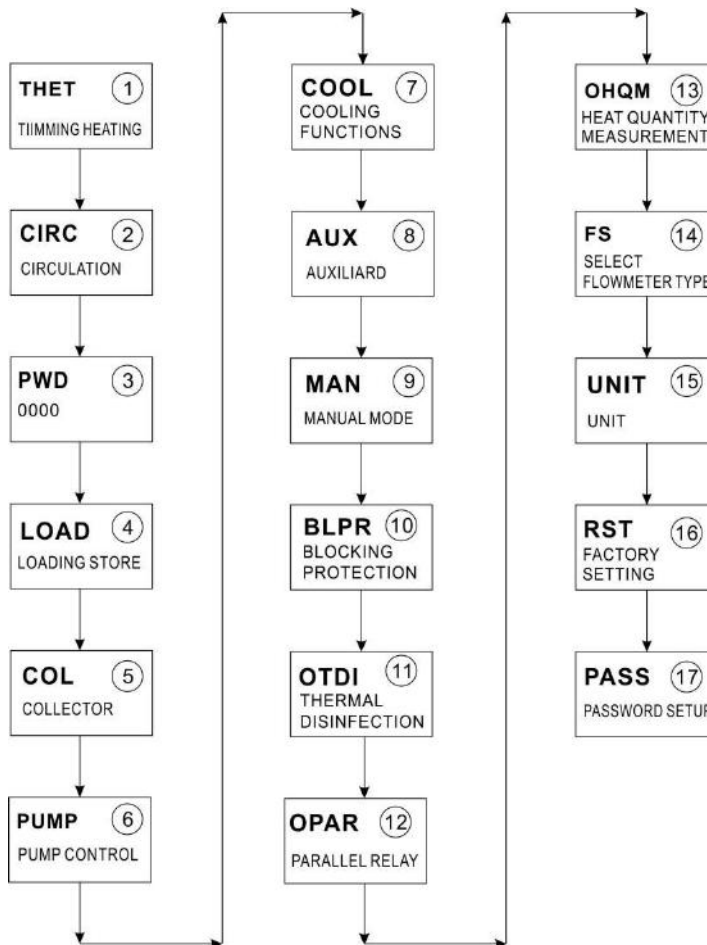 THET 1
TIIMMING HEATING
CIRC 2
CIRCULATION
PWD 3
0000
LOAD 4
LOADING STORE
COL 5
COLLECTOR
PUMP 6
PUMP CONTROL
COOL 7
COOLING
FUNCTIONS
AUX 8
AUXILIARD
MAN 9
MANUAL MODE
BLPR 10
BLOCKING
PROTECTION
OTDI 11
THERMAL
DISINFECTION
OPAR 12
PARALLEL RELAY
OHQM 13
HEAT QUANTITY
MEASUREMENT
FS 14
SELECT
FLOWMETER TYPE
UNIT 15
UNIT
RST 16
FACTORY
SETTING
PASS 17
PASSWORD SETUP